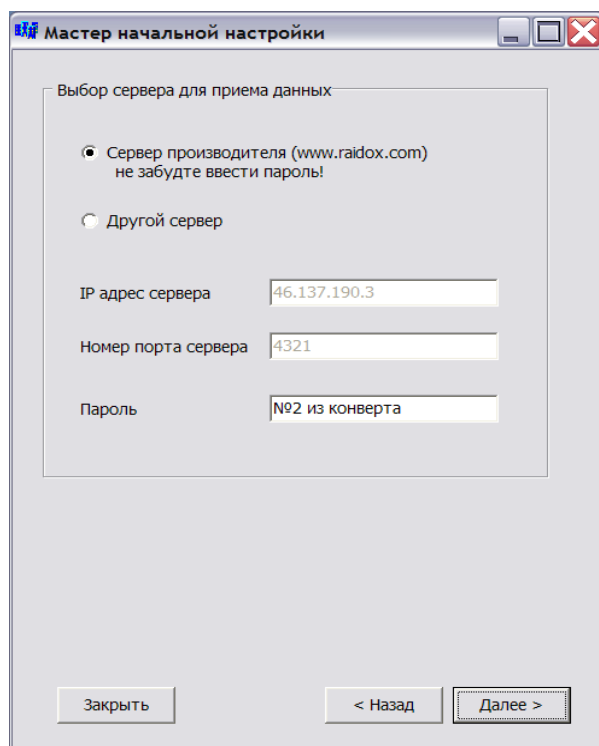 Мастер начальной настройки
Выбор сервера для приема данных
Сервер производителя (www.raidox.com)
не забудте ввести пароль!
Другой сервер
IP адрес сервера 46.137.190.3
Номер порта сервера 4321
Пароль №2 из конверта
Закрыть < Назад Далее >